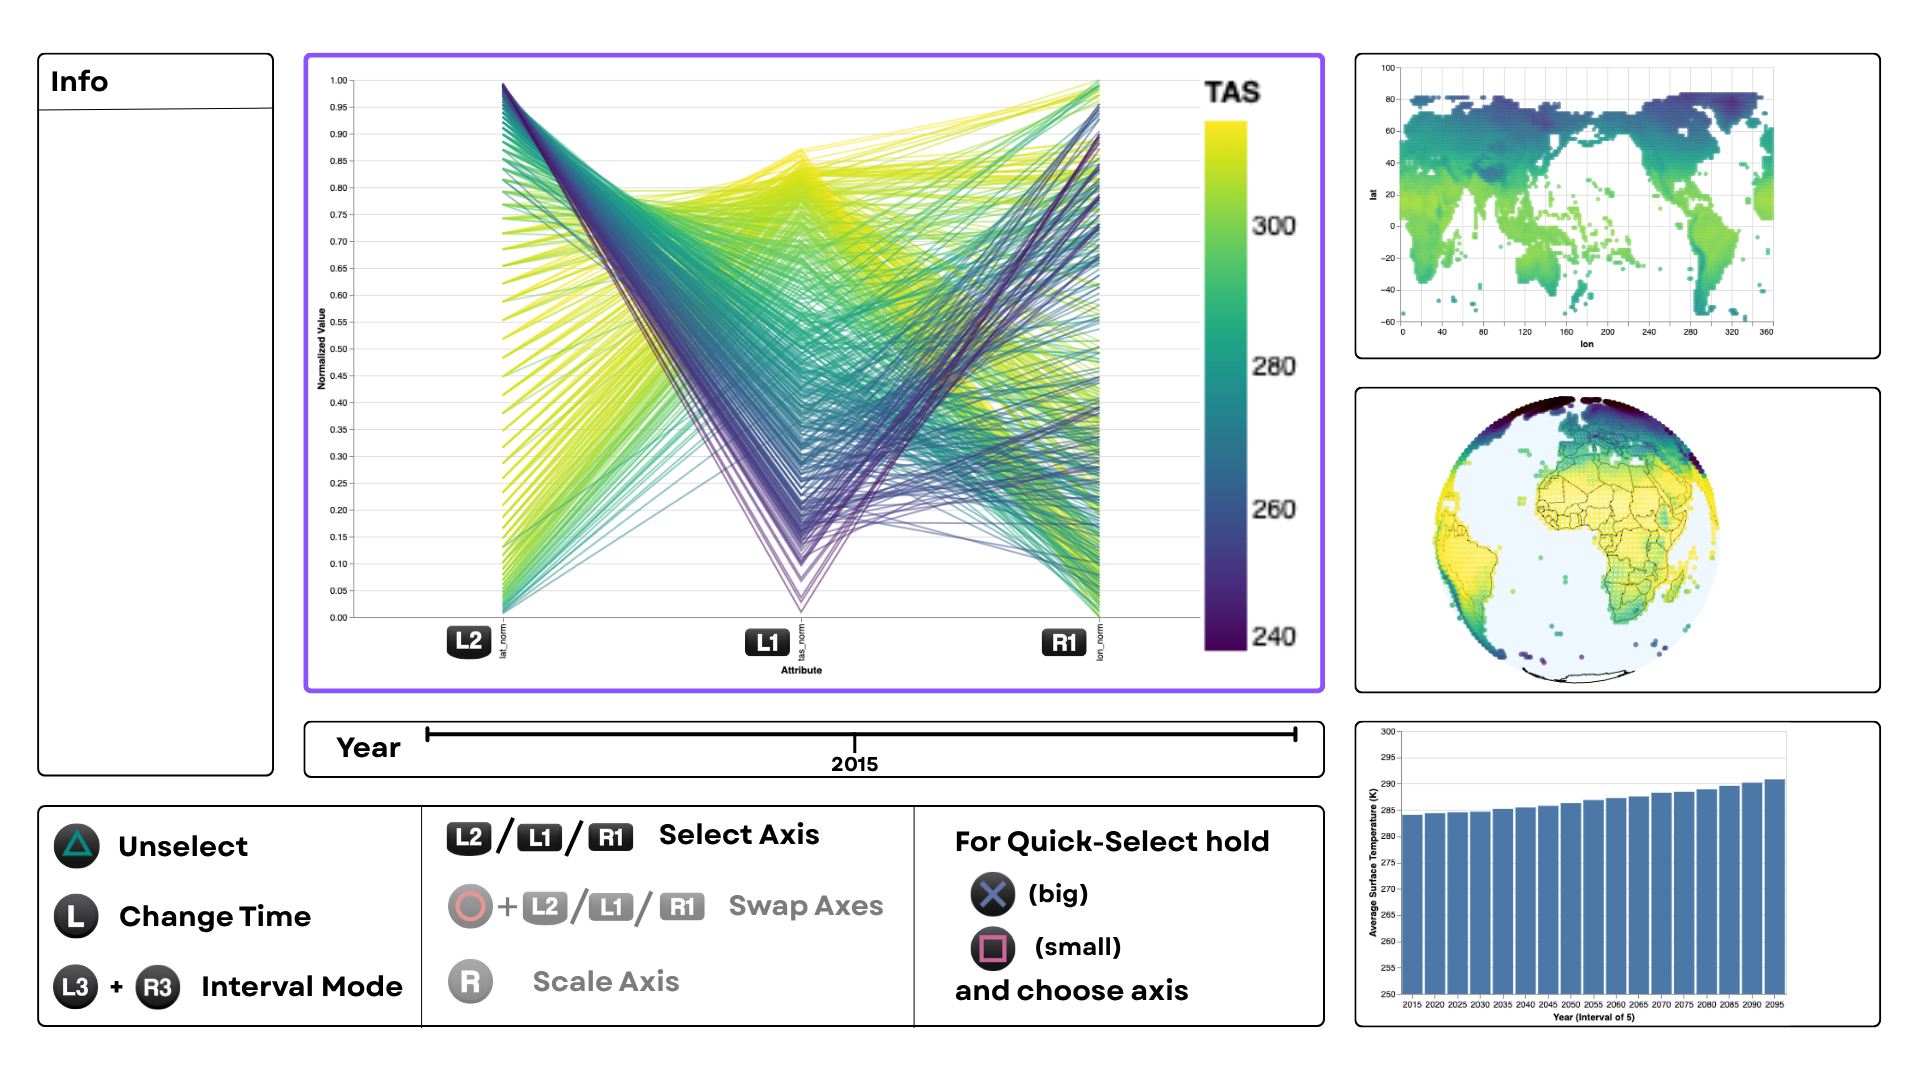 Info
1.00
0.95
0.90
0.85
0.80
0.75
0.70
0.65
0.60
0.55
0.50
0.45
0.40
0.35
0.30
0.25
0.20
0.15
0.10
0.05
0.00
Normalized Value
L2
lat_norm
L1
tas_norm
R1
lon_norm
Attribute
TAS
300
280
260
240
100
80
60
40
20
0
−20
−40
−60
lat
0 40 80 120 160 200 240 280 320 360
lon
Year
2015
300
295
290
285
280
275
270
265
260
255
250
Average Surface Temperature (K)
2015 2020 2025 2030 2035 2040 2045 2050 2055 2060 2065 2070 2075 2080 2085 2090 2095
Year (Interval of 5)
Unselect
L Change Time
L3 + R3 Interval Mode
L2 / L1 / R1 Select Axis
+ L2 / L1 / R1 Swap Axes
R Scale Axis
For Quick-Select hold
(big)
(small)
and choose axis